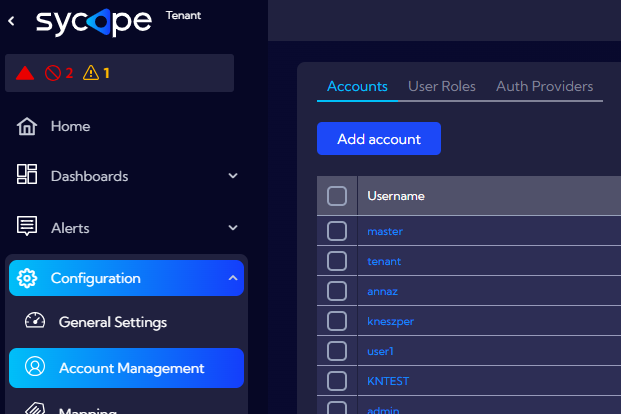 sycope Tenant
2 1
Home
Dashboards
Alerts
Configuration
General Settings
Account Management
Mapping
Accounts User Roles Auth Providers
Add account
Username
master
tenant
annaz
kneszper
user1
KNTEST
admin